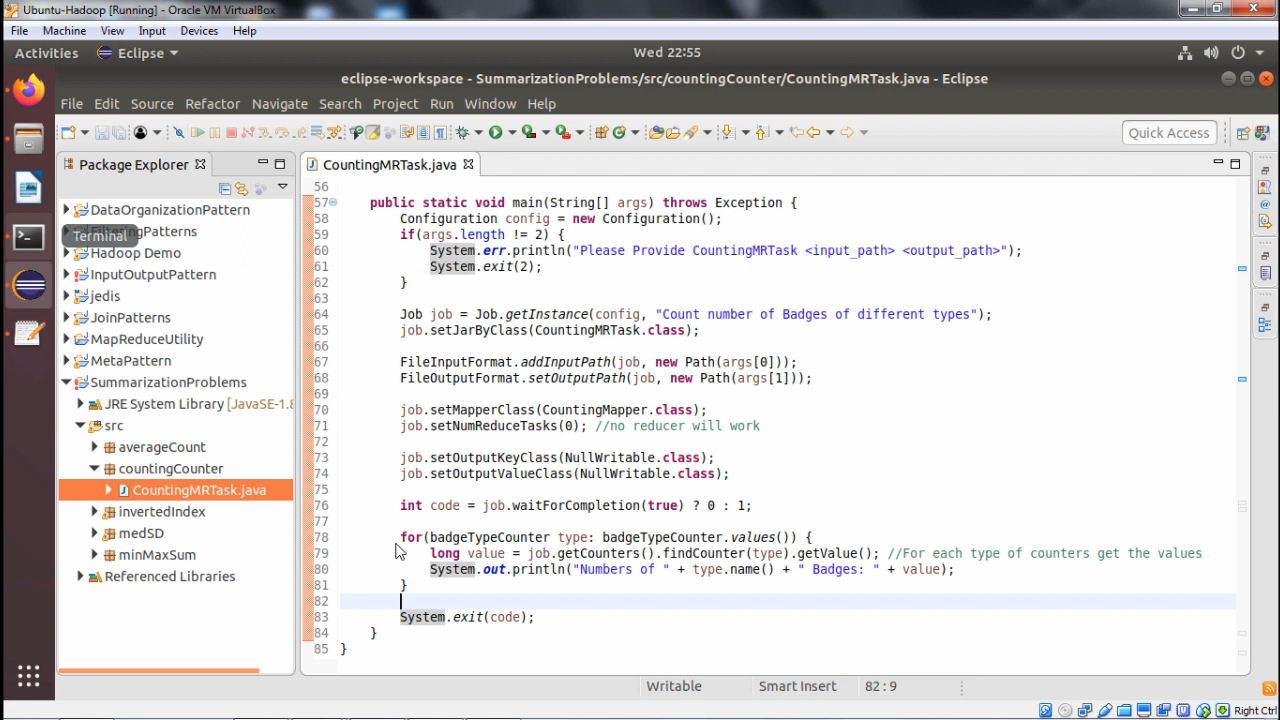 Ubuntu-Hadoop [Running] - Oracle VM VirtualBox
File Machine View Input Devices Help
Activities Eclipse Wed 22:55
eclipse-workspace - SummarizationProblems/src/countingCounter/CountingMRTask.java - Eclipse
File Edit Source Refactor Navigate Search Project Run Window Help
Quick Access
Package Explorer
DataOrganizationPattern
Patterns
Terminal
Hadoop Demo
InputOutputPattern
jedis
JoinPatterns
MapReduceUtility
MetaPattern
SummarizationProblems
JRE System Library [JavaSE-1.8
src
averageCount
countingCounter
CountingMRTask.java
invertedIndex
medSD
minMaxSum
Referenced Libraries
CountingMRTask.java
56
57 public static void main(String[] args) throws Exception {
58 Configuration config = new Configuration();
59 if(args.length != 2) {
60 System.err.println("Please Provide CountingMRTask <input_path> <output_path>");
61 System.exit(2);
62 }
63
64 Job job = Job.getInstance(config, "Count number of Badges of different types");
65 job.setJarByClass(CountingMRTask.class);
66
67 FileInputFormat.addInputPath(job, new Path(args[0]));
68 FileOutputFormat.setOutputPath(job, new Path(args[1]));
69
70 job.setMapperClass(CountingMapper.class);
71 job.setNumReduceTasks(0); //no reducer will work
72
73 job.setOutputKeyClass(NullWritable.class);
74 job.setOutputValueClass(NullWritable.class);
75
76 int code = job.waitForCompletion(true) ? 0 : 1;
77
78 for(badgeTypeCounter type: badgeTypeCounter.values()) {
79 long value = job.getCounters().findCounter(type).getValue(); //For each type of counters get the values
80 System.out.println("Numbers of " + type.name() + " Badges: " + value);
81 }
82
83 System.exit(code);
84 }
85 }
Writable Smart Insert 82 : 9
Right Ctrl